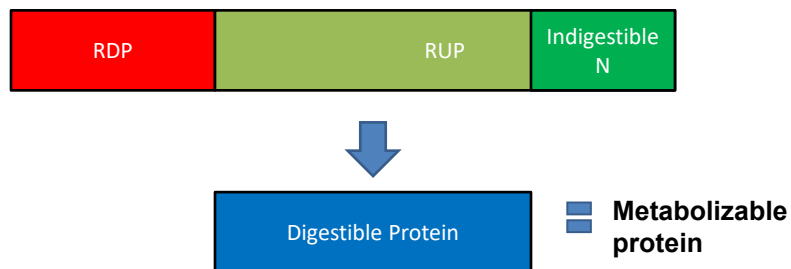 RDP
RUP
Indigestible
N
Digestible Protein
Metabolizable
protein